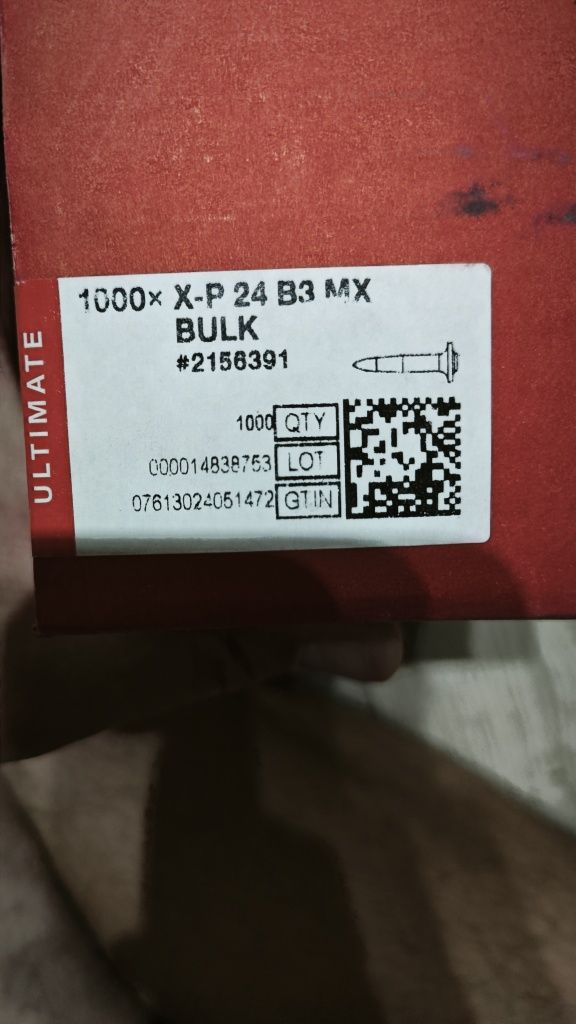 1000× X-P 24 B3 MX
BULK
#2156391
1000 QTY
000014838753 LOT
07613024051472 GTIN
ULTIMATE